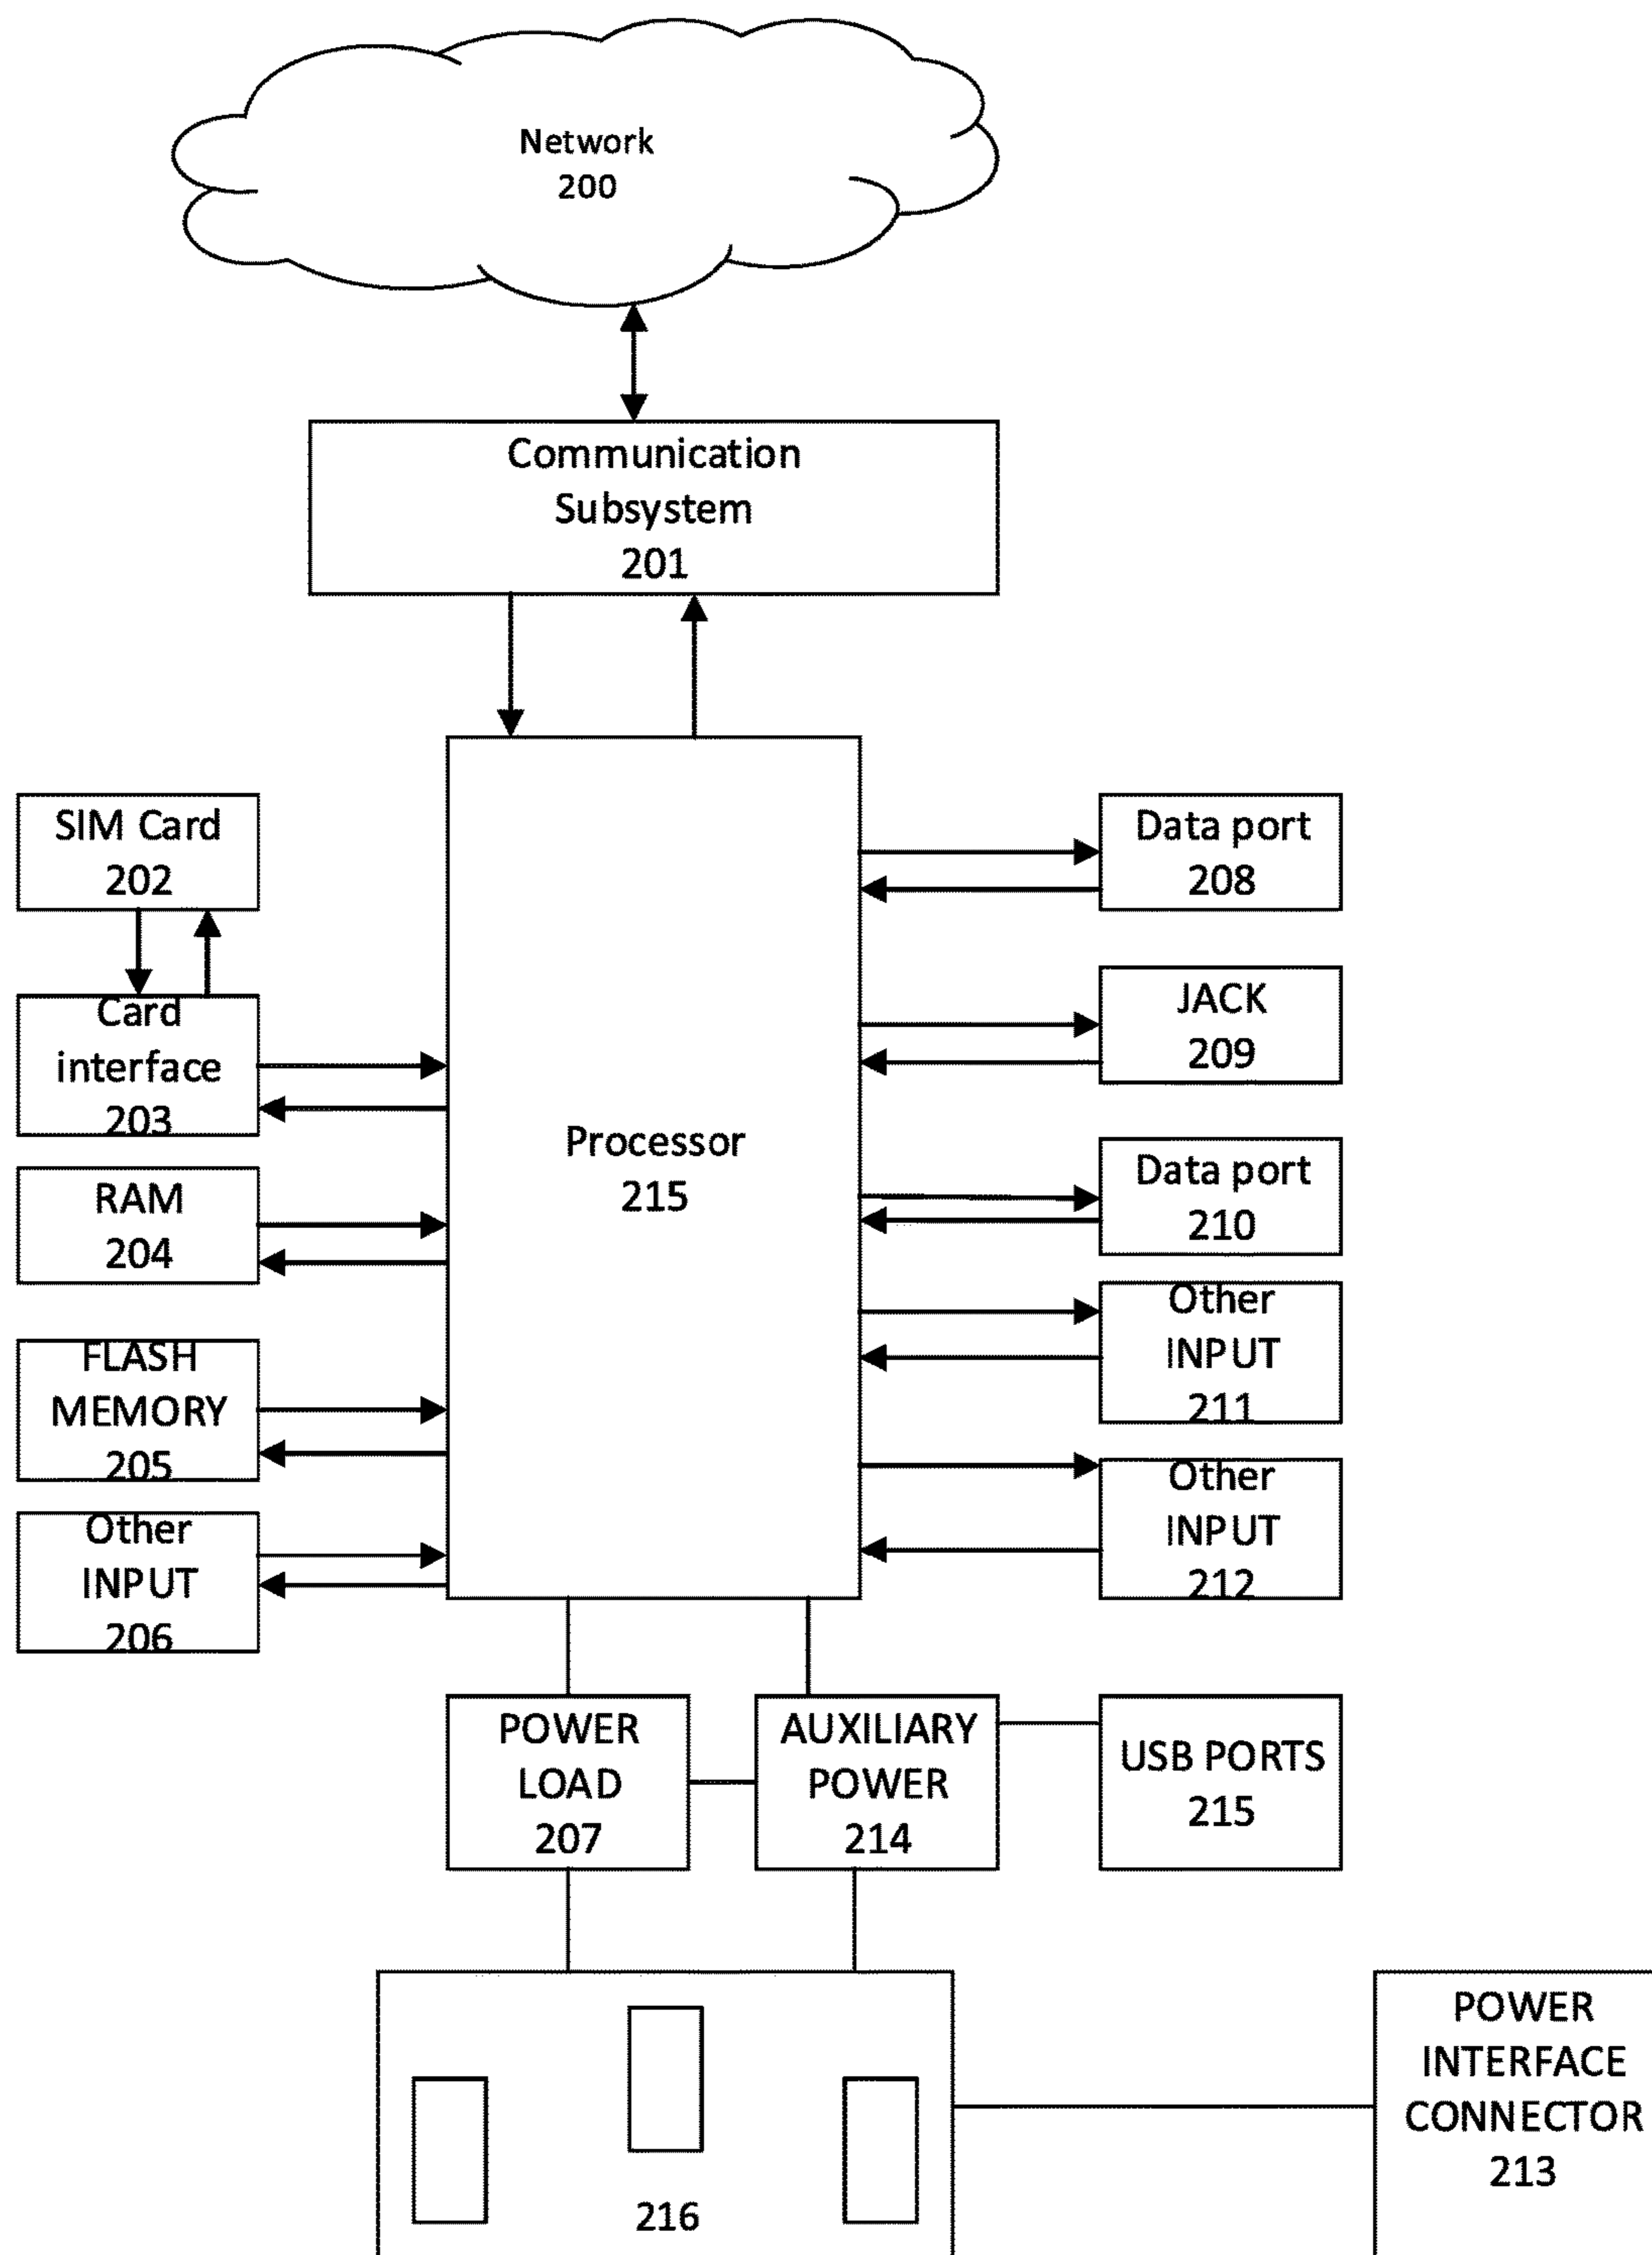 Network
200
Communication
Subsystem
201
SIM Card
202
Card
interface
203
RAM
204
FLASH
MEMORY
205
Other
INPUT
206
Processor
215
Data port
208
JACK
209
Data port
210
Other
INPUT
211
Other
INPUT
212
POWER
LOAD
207
AUXILIARY
POWER
214
USB PORTS
215
216
POWER
INTERFACE
CONNECTOR
213